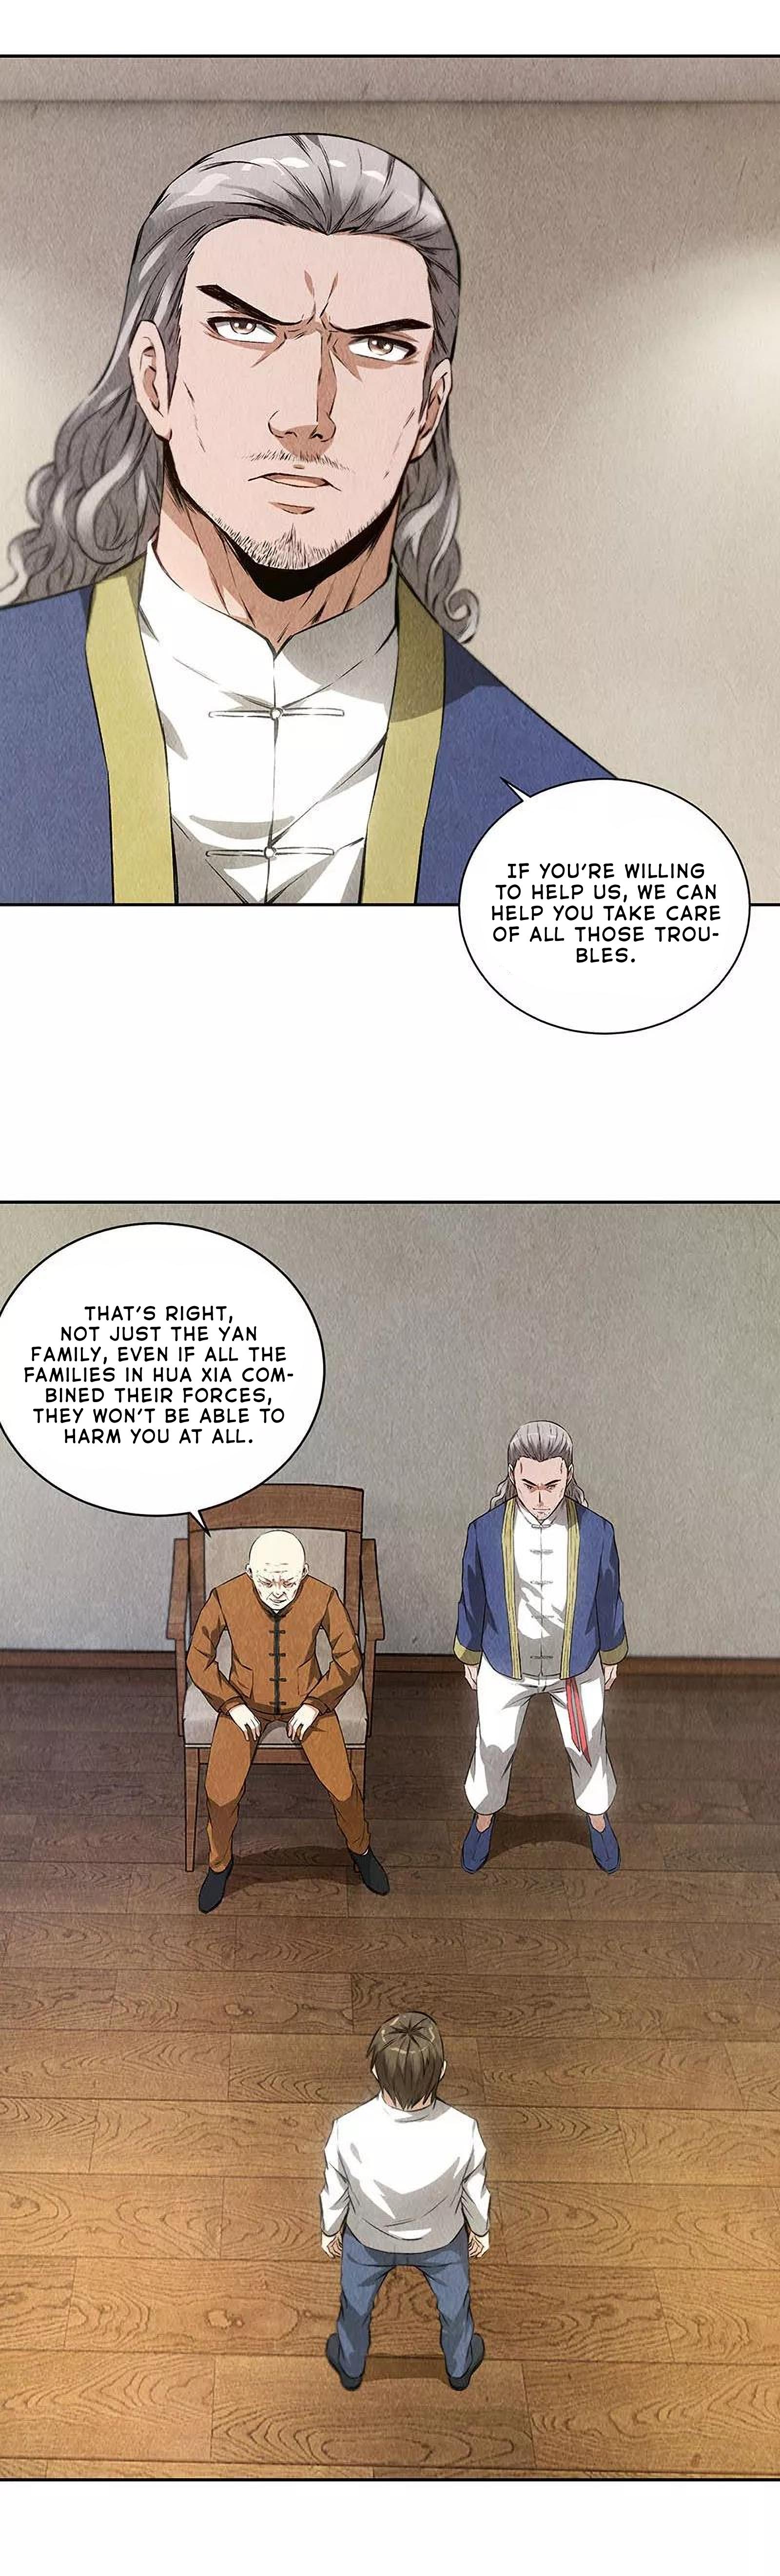 IF YOU'RE WILLING
TO HELP US, WE CAN
HELP YOU TAKE CARE
OF ALL THOSE TROU-
BLES.
THAT'S RIGHT,
NOT JUST THE YAN
FAMILY, EVEN IF ALL THE
FAMILIES IN HUA XIA COM-
BINED THEIR FORCES,
THEY WON'T BE ABLE TO
HARM YOU AT ALL.